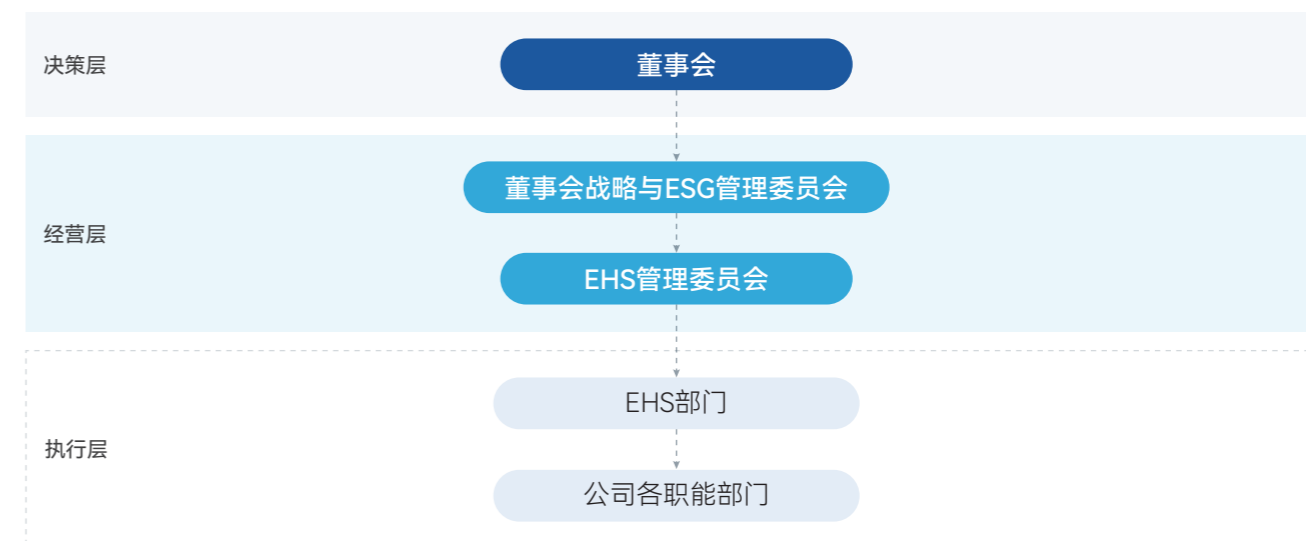 决策层
董事会
经营层
董事会战略与ESG管理委员会
EHS管理委员会
执行层
EHS部门
公司各职能部门